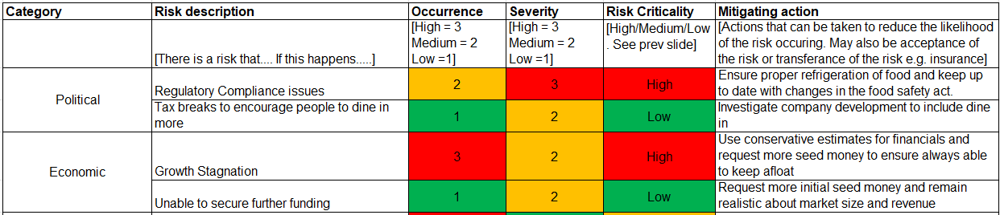 Category Risk description Occurrence Severity Risk Criticality Mitigating action
[There is a risk that.... If this happens.....]
[High = 3
Medium = 2
Low =1]
[High = 3
Medium = 2
Low =1]
[High/Medium/Low
. See prev slide]
[Actions that can be taken to reduce the likelihood
of the risk occuring. May also be acceptance of
the risk or transferance of the risk e.g. insurance]
Political
Regulatory Compliance issues
2
3
High
Ensure proper refrigeration of food and keep up
to date with changes in the food safety act.
Tax breaks to encourage people to dine in
more
1
2
Low
Investigate company development to include dine
in
Economic
Growth Stagnation
3
2
High
Use conservative estimates for financials and
request more seed money to ensure always able
to keep afloat
Unable to secure further funding
1
2
Low
Request more initial seed money and remain
realistic about market size and revenue